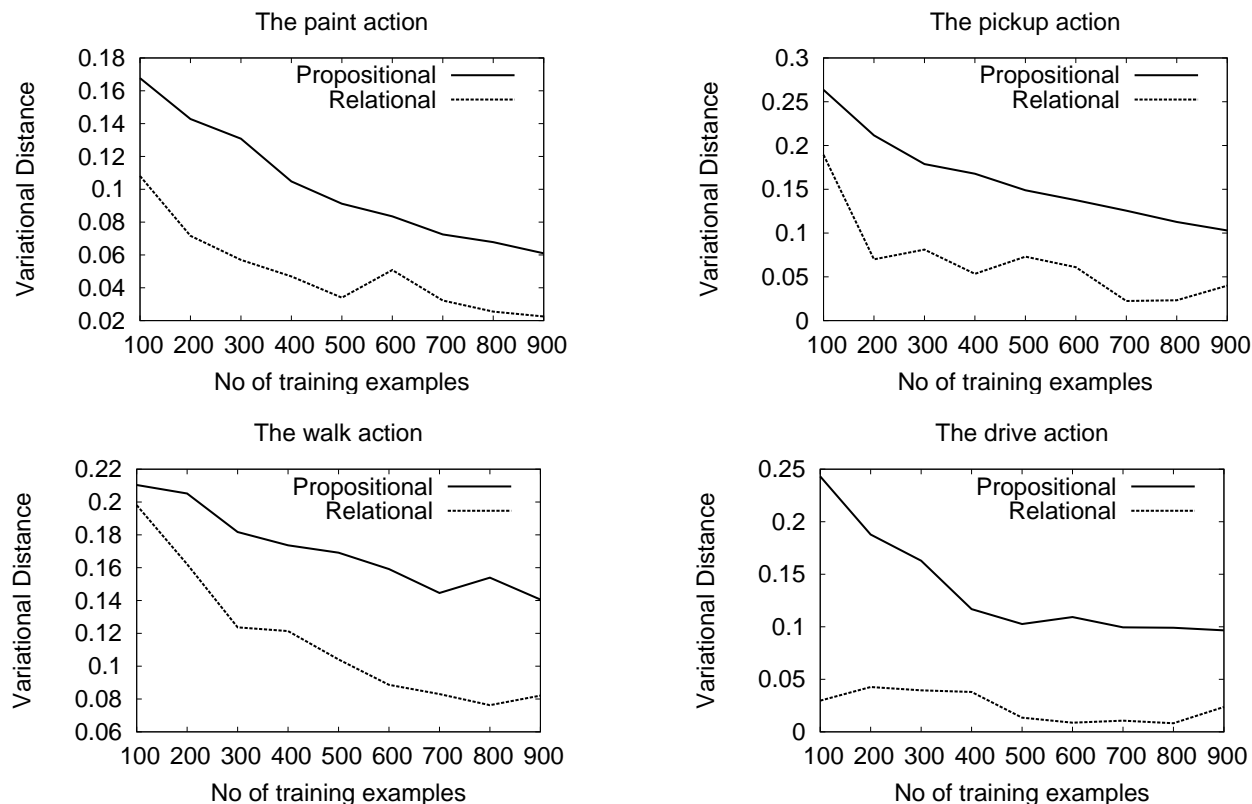 The paint action
Variational Distance
0.18
0.16
0.14
0.12
0.1
0.08
0.06
0.04
0.02
Propositional
Relational
100 200 300 400 500 600 700 800 900
No of training examples
The pickup action
Variational Distance
0.3
0.25
0.2
0.15
0.1
0.05
0
Propositional
Relational
100 200 300 400 500 600 700 800 900
No of training examples
The walk action
Variational Distance
0.22
0.2
0.18
0.16
0.14
0.12
0.1
0.08
0.06
Propositional
Relational
100 200 300 400 500 600 700 800 900
No of training examples
The drive action
Variational Distance
0.25
0.2
0.15
0.1
0.05
0
Propositional
Relational
100 200 300 400 500 600 700 800 900
No of training examples